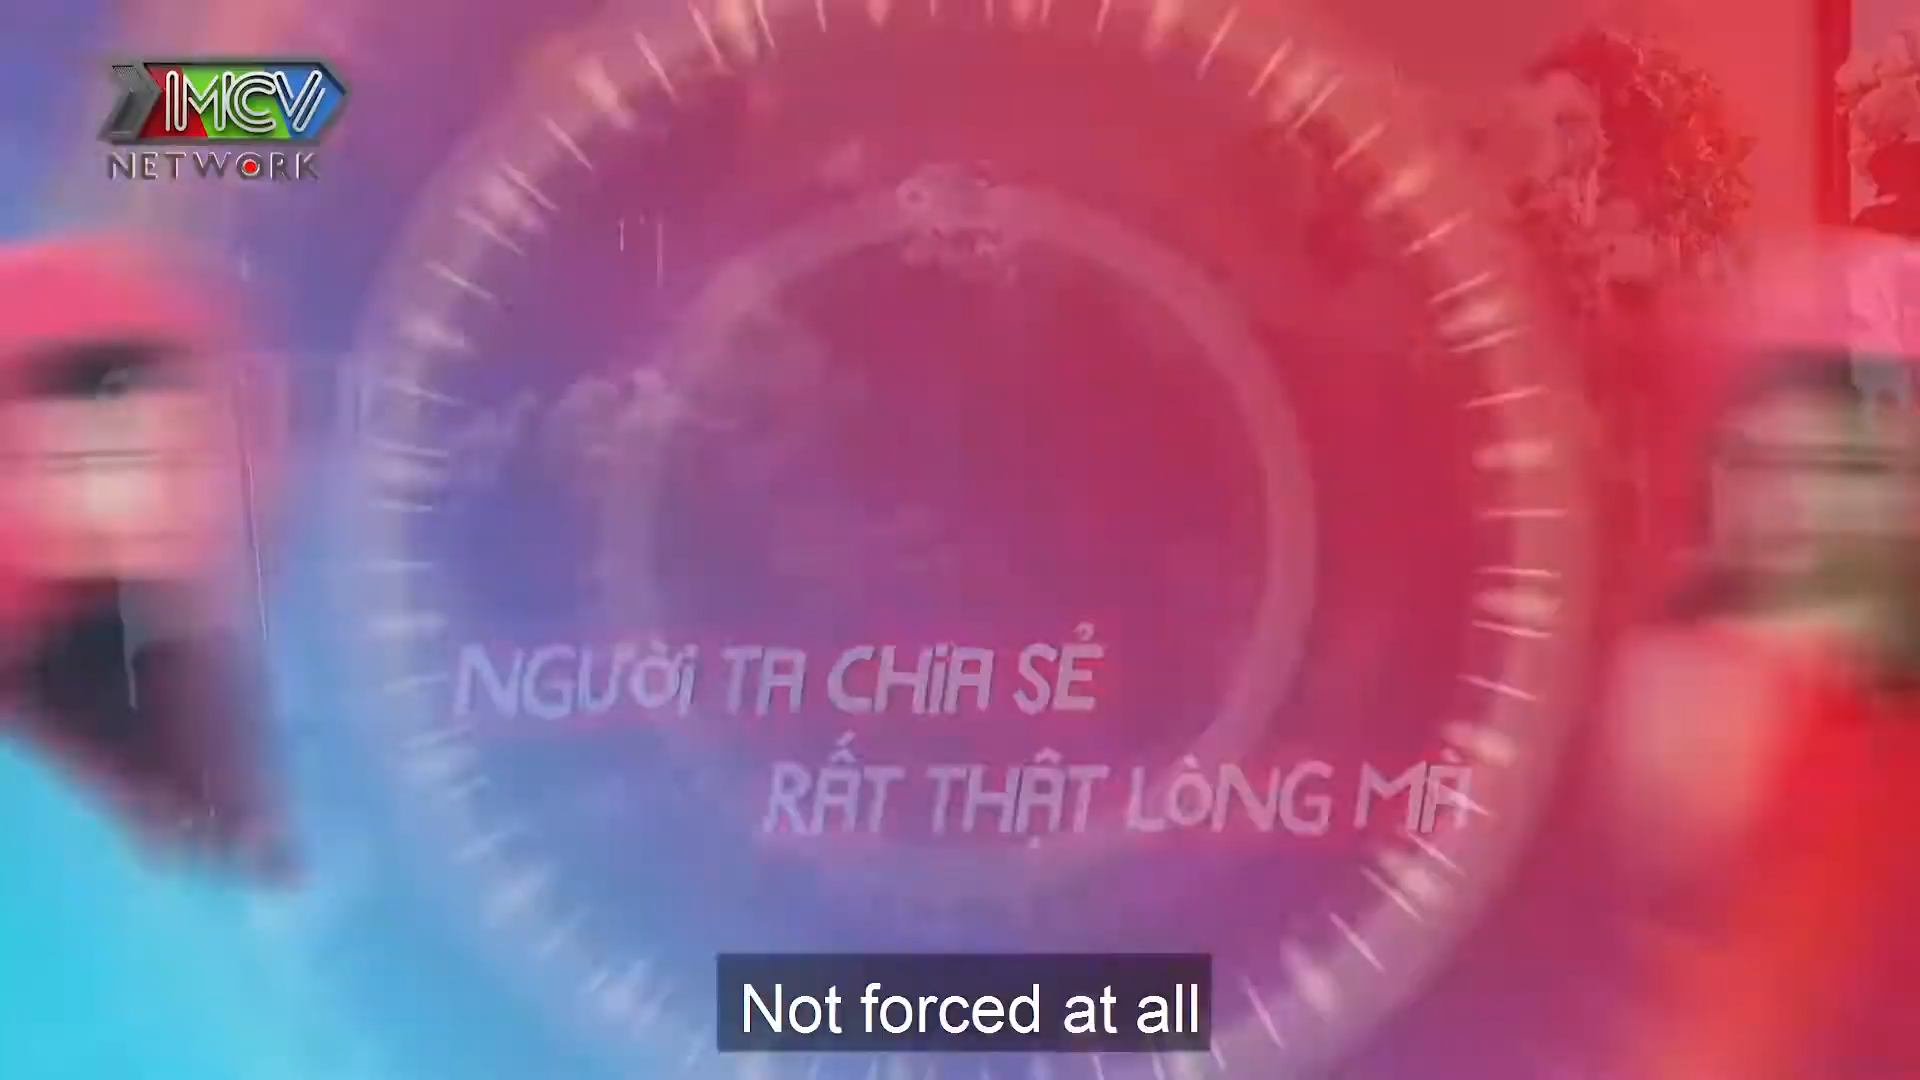 MCV
NETWORK
NGƯỜI TA CHIA SẺ
RẤT THẬT LÒNG MÀ
Not forced at all